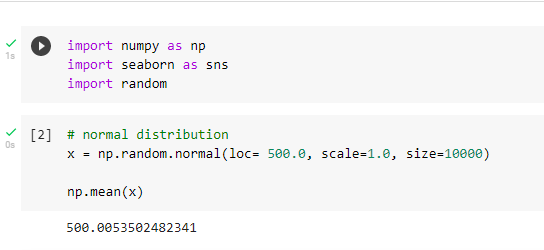 import numpy as np
1s
import seaborn as sns
import random
[2] # normal distribution
0s
x = np.random.normal(loc= 500.0, scale=1.0, size=10000)
np.mean(x)
500.0053502482341